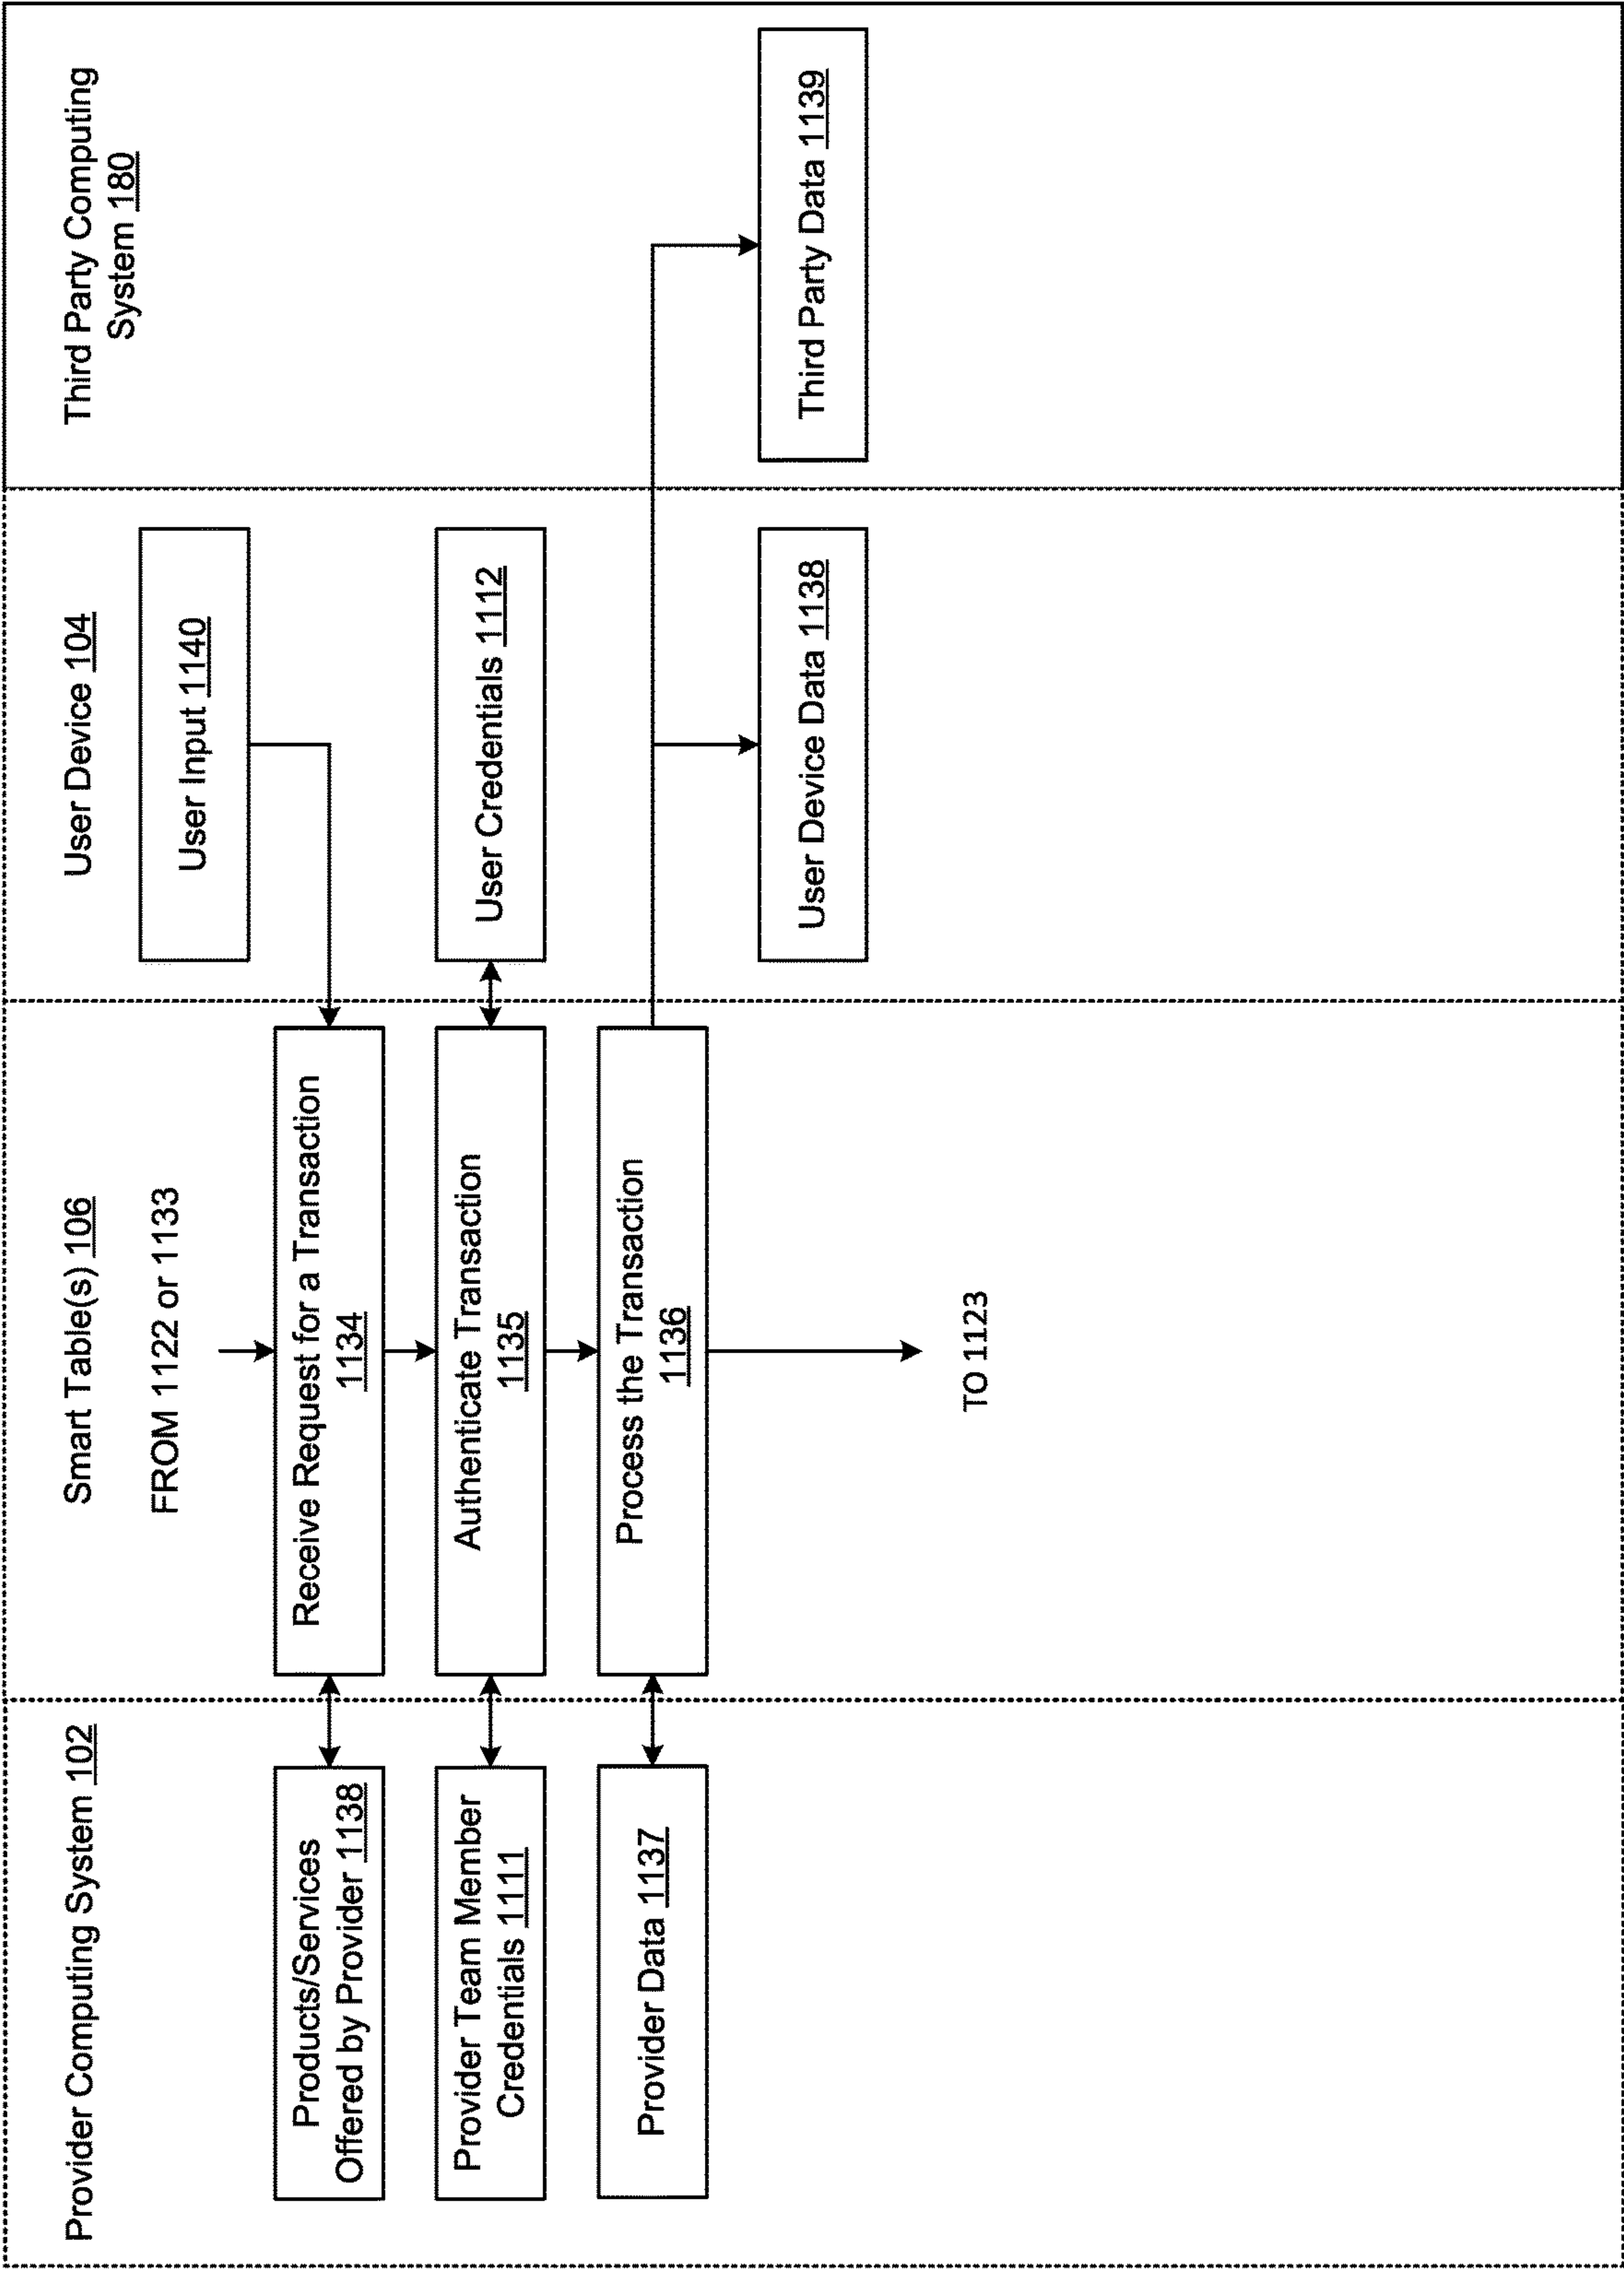 Provider Computing System 102
Smart Table(s) 106
User Device 104
Third Party Computing
System 180
FROM 1122 or 1133
User Input 1140
Products/Services
Offered by Provider 1138
Receive Request for a Transaction
1134
Provider Team Member
Credentials 1111
Authenticate Transaction
1135
User Credentials 1112
Provider Data 1137
Process the Transaction
1136
User Device Data 1138
Third Party Data 1139
TO 1123